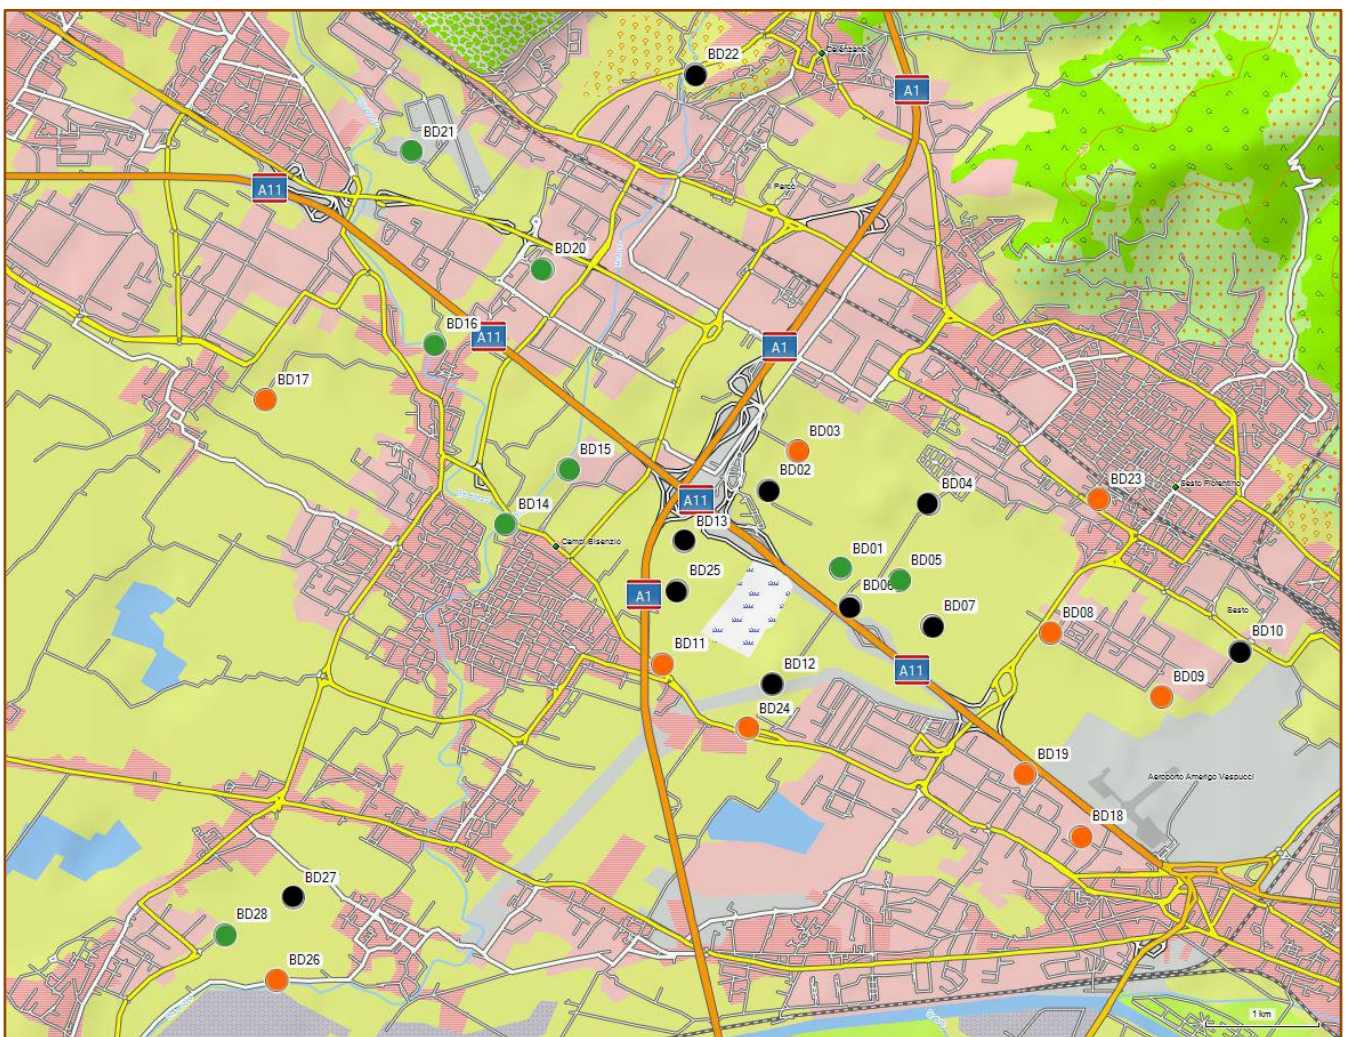 BD22
Calenzano
A1
BD21
A11
Il Parco
BD20
BD16
A11
A1
BD17
BD03
BD15
BD02
BD04
BD23
Sesto Fiorentino
A11
BD14
BD13
Campi Bisenzio
BD01
BD05
BD25
BD06
A1
BD07
BD08
Sesto
BD10
BD11
A11
BD12
BD09
BD24
BD19
Aeroporto Amerigo Vespucci
BD18
BD27
BD28
BD26
1 km